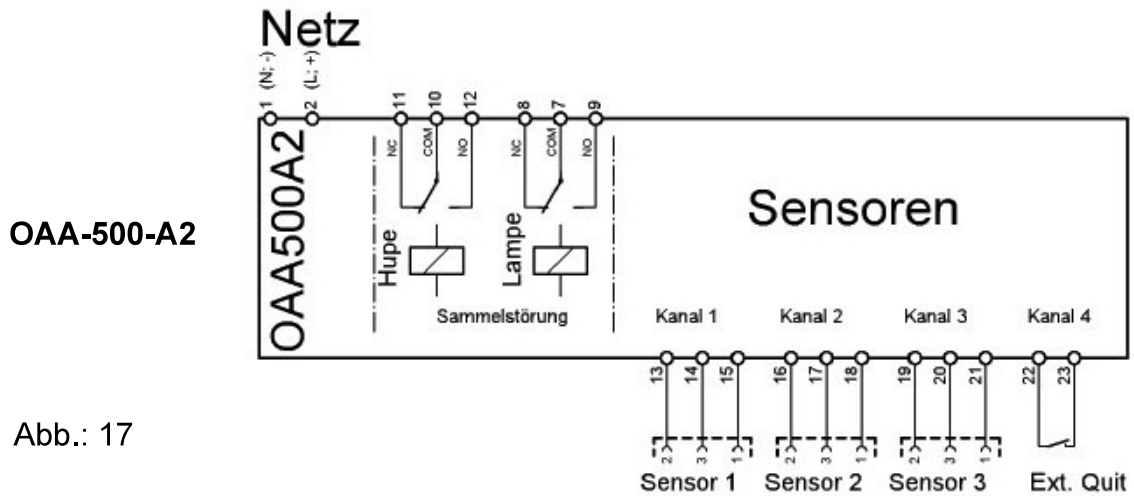 Netz
1 (N; -)
2 (L; +)
11
10
12
8
7
9
NC
COM
NO
NC
COM
NO
OAA500A2
OAA-500-A2
Hupe
Lampe
Sensoren
Sammelstörung
Kanal 1
Kanal 2
Kanal 3
Kanal 4
13
14
15
16
17
18
19
20
21
22
23
Abb.: 17
2
3
1
2
3
1
2
3
1
Sensor 1
Sensor 2
Sensor 3
Ext. Quit